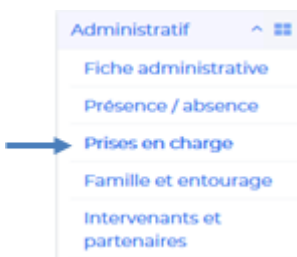 Administratif
Fiche administrative
Présence / absence
Prises en charge
Famille et entourage
Intervenants et
partenaires